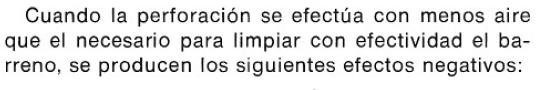 Cuando la perforación se efectúa con menos aire
que el necesario para limpiar con efectividad el ba-
rreno, se producen los siguientes efectos negativos: